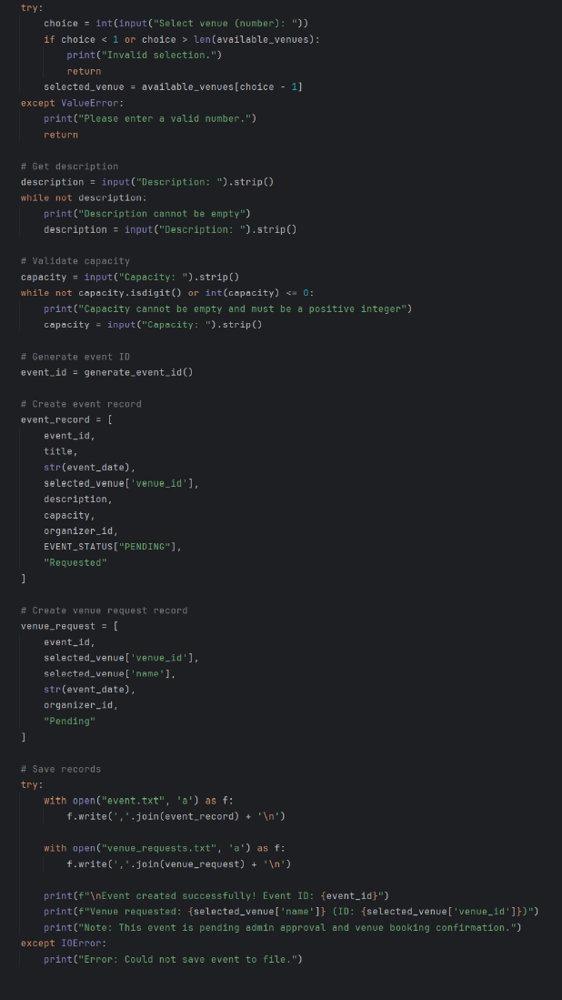 try:
    choice = int(input("Select venue (number): "))
    if choice < 1 or choice > len(available_venues):
        print("Invalid selection.")
        return
    selected_venue = available_venues[choice - 1]
except ValueError:
    print("Please enter a valid number.")
    return

# Get description
description = input("Description: ").strip()
while not description:
    print("Description cannot be empty")
    description = input("Description: ").strip()

# Validate capacity
capacity = input("Capacity: ").strip()
while not capacity.isdigit() or int(capacity) <= 0:
    print("Capacity cannot be empty and must be a positive integer")
    capacity = input("Capacity: ").strip()

# Generate event ID
event_id = generate_event_id()

# Create event record
event_record = [
    event_id,
    title,
    str(event_date),
    selected_venue['venue_id'],
    description,
    capacity,
    organizer_id,
    EVENT_STATUS["PENDING"],
    "Requested"
]

# Create venue request record
venue_request = [
    event_id,
    selected_venue['venue_id'],
    selected_venue['name'],
    str(event_date),
    organizer_id,
    "Pending"
]

# Save records
try:
    with open("event.txt", 'a') as f:
        f.write(','.join(event_record) + '\n')

    with open("venue_requests.txt", 'a') as f:
        f.write(','.join(venue_request) + '\n')

    print(f"\nEvent created successfully! Event ID: {event_id}")
    print(f"Venue requested: {selected_venue['name']} (ID: {selected_venue['venue_id']})")
    print("Note: This event is pending admin approval and venue booking confirmation.")
except IOError:
    print("Error: Could not save event to file.")